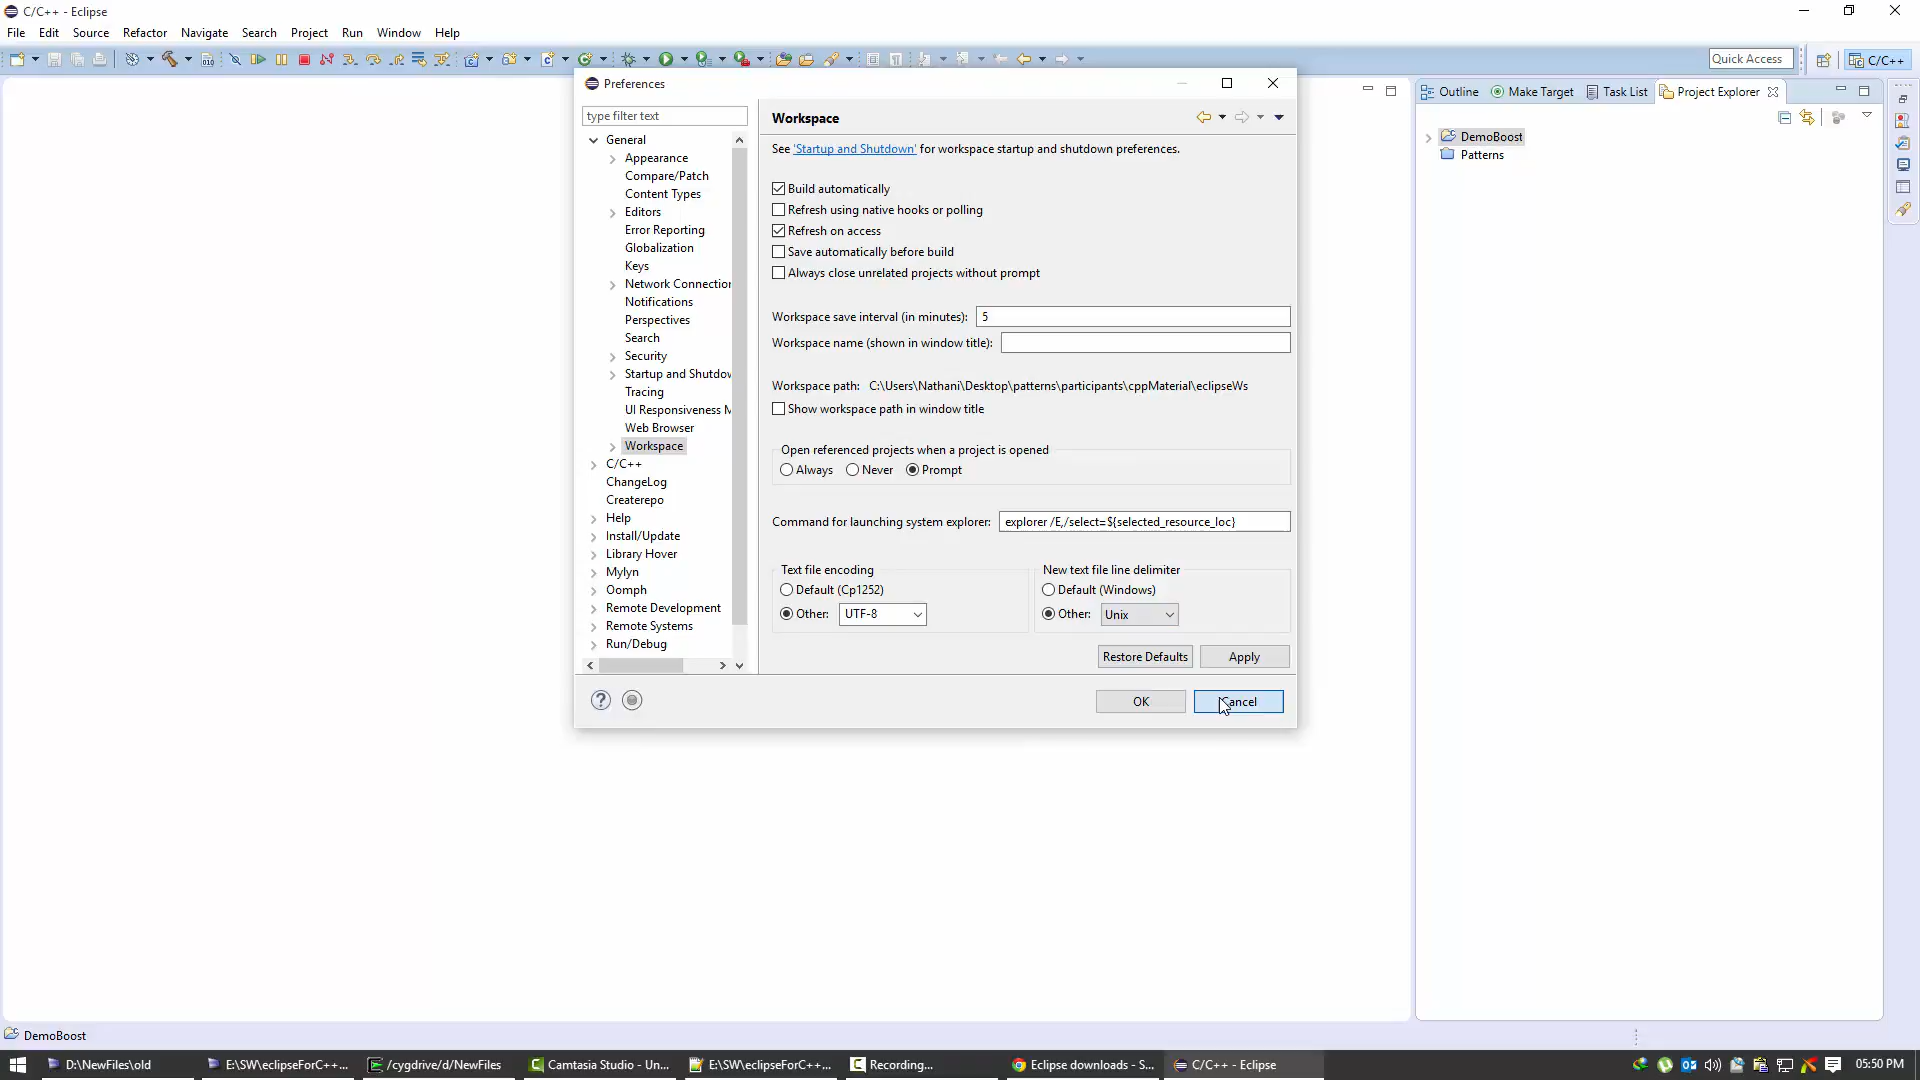 C/C++ - Eclipse
File Edit Source Refactor Navigate Search Project Run Window Help
Quick Access
C/C++
Preferences
type filter text
General
Appearance
Compare/Patch
Content Types
Editors
Error Reporting
Globalization
Keys
Network Connection
Notifications
Perspectives
Search
Security
Startup and Shutdow
Tracing
UI Responsiveness M
Web Browser
Workspace
C/C++
ChangeLog
Createrepo
Help
Install/Update
Library Hover
Mylyn
Oomph
Remote Development
Remote Systems
Run/Debug
Workspace
See 'Startup and Shutdown' for workspace startup and shutdown preferences.
Build automatically
Refresh using native hooks or polling
Refresh on access
Save automatically before build
Always close unrelated projects without prompt
Workspace save interval (in minutes): 5
Workspace name (shown in window title):
Workspace path: C:\Users\Nathani\Desktop\patterns\participants\cppMaterial\eclipseWs
Show workspace path in window title
Open referenced projects when a project is opened
Always Never Prompt
Command for launching system explorer: explorer /E,/select=${selected_resource_loc}
Text file encoding
Default (Cp1252)
Other: UTF-8
New text file line delimiter
Default (Windows)
Other: Unix
Restore Defaults Apply
OK Cancel
Outline Make Target Task List Project Explorer
DemoBoost
Patterns
DemoBoost
D:\NewFiles\old E:\SW\eclipseForC++... /cygdrive/d/NewFiles Camtasia Studio - Un... E:\SW\eclipseForC++... Recording... Eclipse downloads - S... C/C++ - Eclipse 05:50 PM